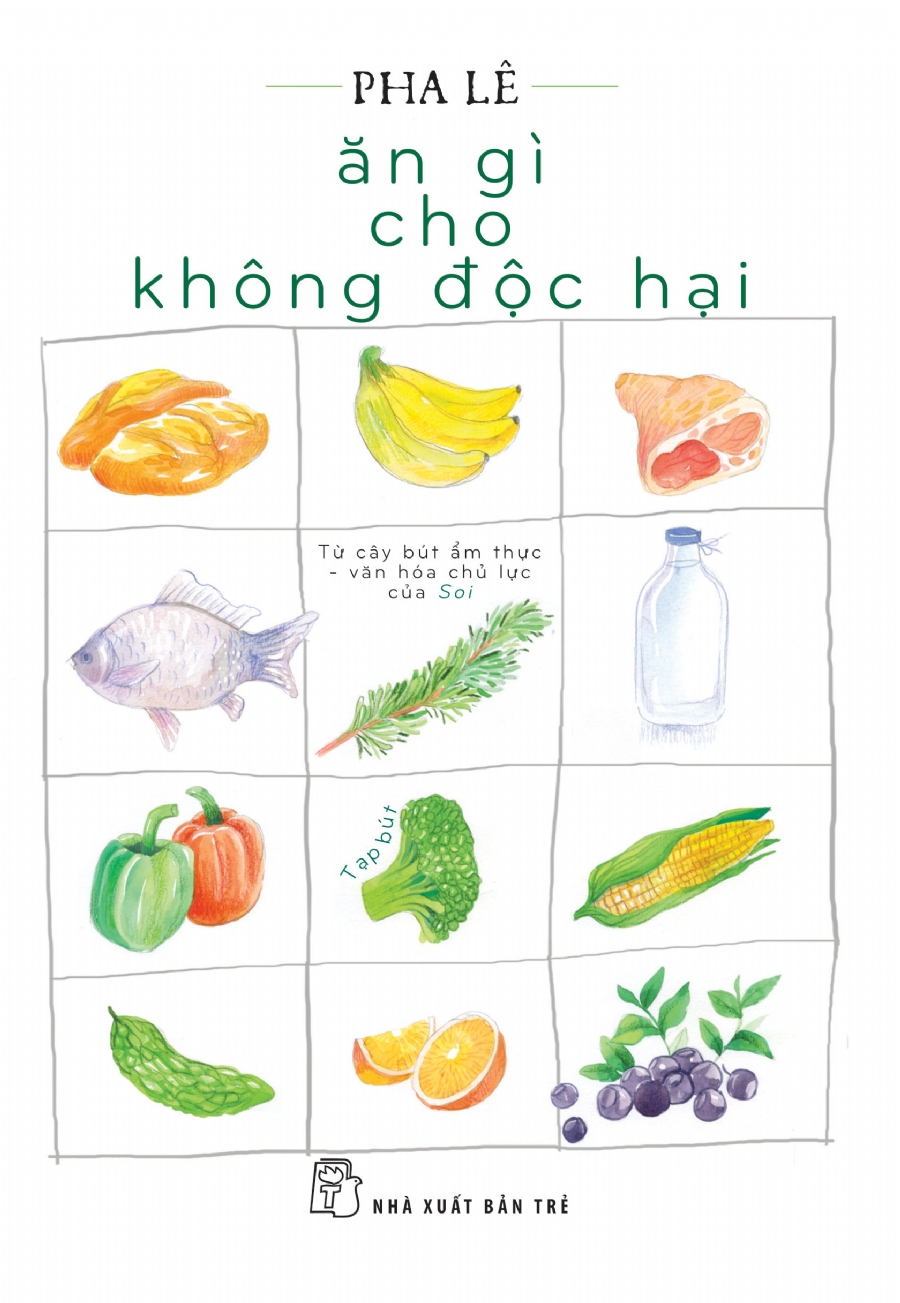 PHA LÊ
ăn gì
cho
không độc hại
Từ cây bút ẩm thực
- văn hóa chủ lực
của Soi
Tạp bút
T
NHÀ XUẤT BẢN TRẺ